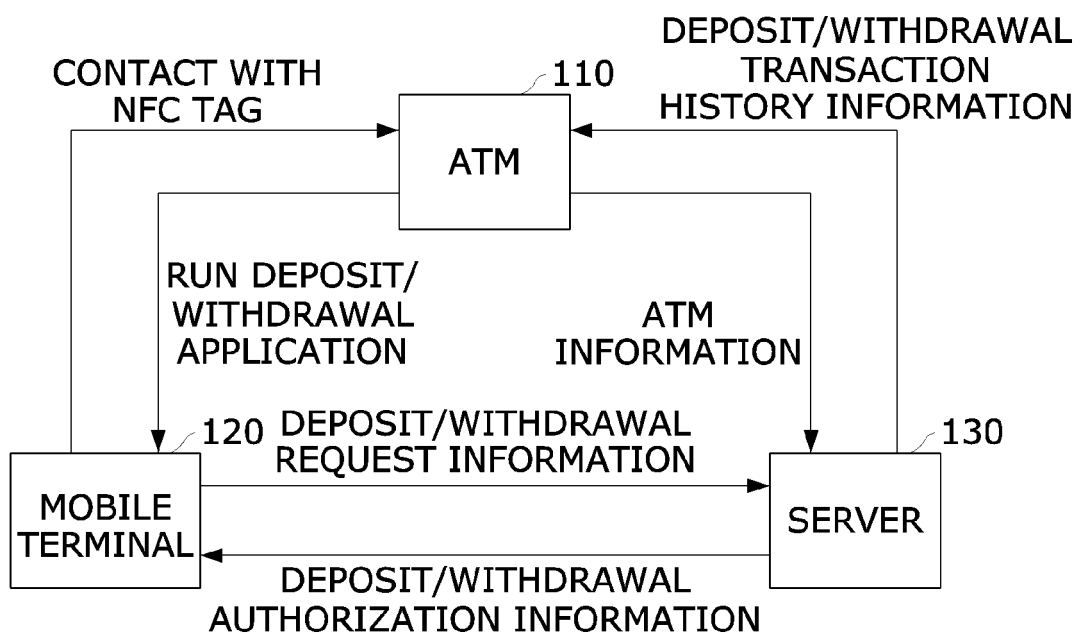 DEPOSIT/WITHDRAWAL
TRANSACTION
HISTORY INFORMATION
CONTACT WITH
NFC TAG
110
ATM
RUN DEPOSIT/
WITHDRAWAL
APPLICATION
ATM
INFORMATION
120
DEPOSIT/WITHDRAWAL
REQUEST INFORMATION
130
MOBILE
TERMINAL
SERVER
DEPOSIT/WITHDRAWAL
AUTHORIZATION INFORMATION